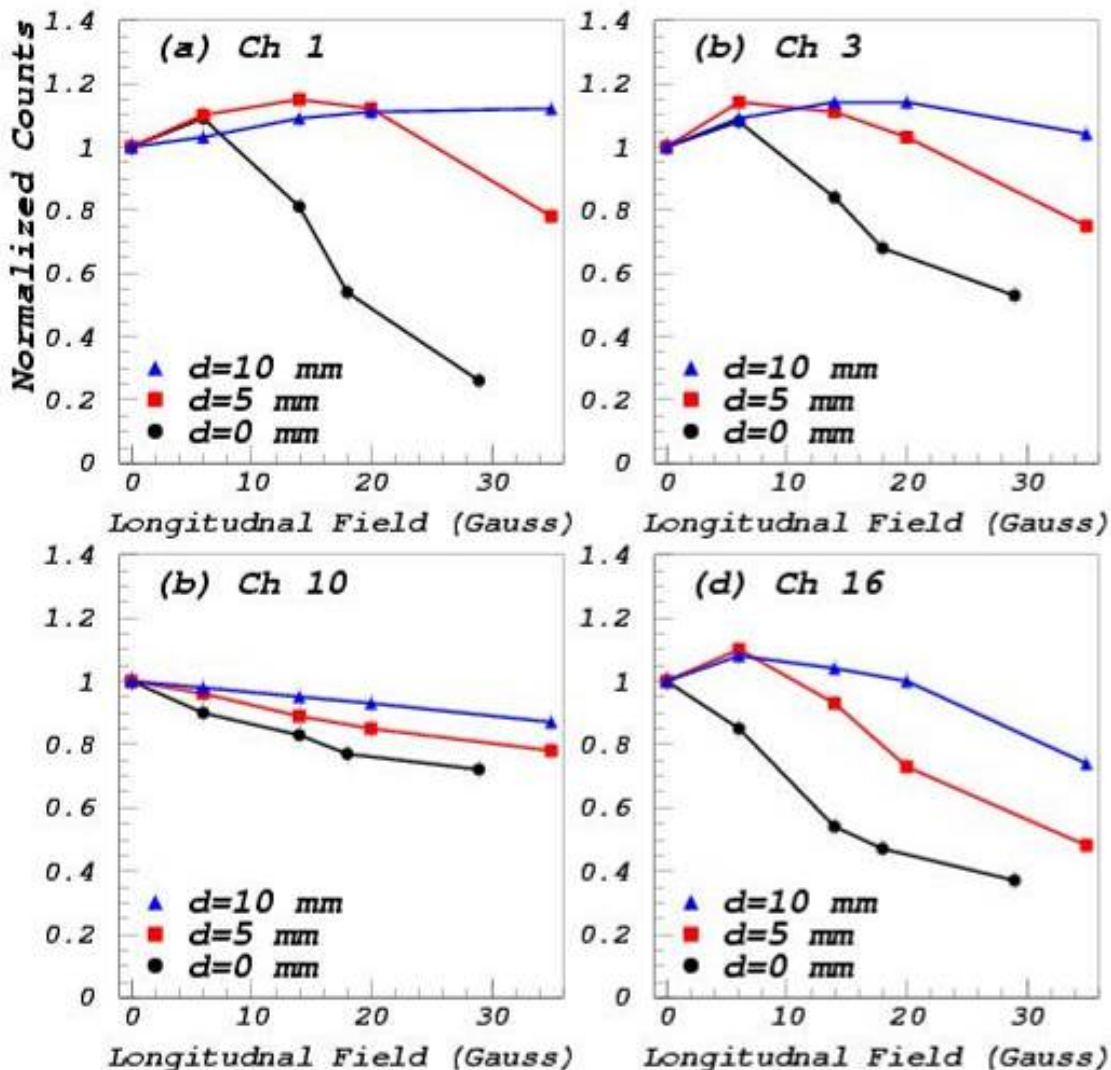 (a) Ch 1
Normalized Counts
1.4
1.2
1
0.8
0.6
0.4
0.2
0
d=10 mm
d=5 mm
d=0 mm
0 10 20 30
Longitudnal Field (Gauss)
(b) Ch 3
1.4
1.2
1
0.8
0.6
0.4
0.2
0
d=10 mm
d=5 mm
d=0 mm
0 10 20 30
Longitudnal Field (Gauss)
(b) Ch 10
1.4
1.2
1
0.8
0.6
0.4
0.2
0
d=10 mm
d=5 mm
d=0 mm
0 10 20 30
Longitudnal Field (Gauss)
(d) Ch 16
1.4
1.2
1
0.8
0.6
0.4
0.2
0
d=10 mm
d=5 mm
d=0 mm
0 10 20 30
Longitudnal Field (Gauss)